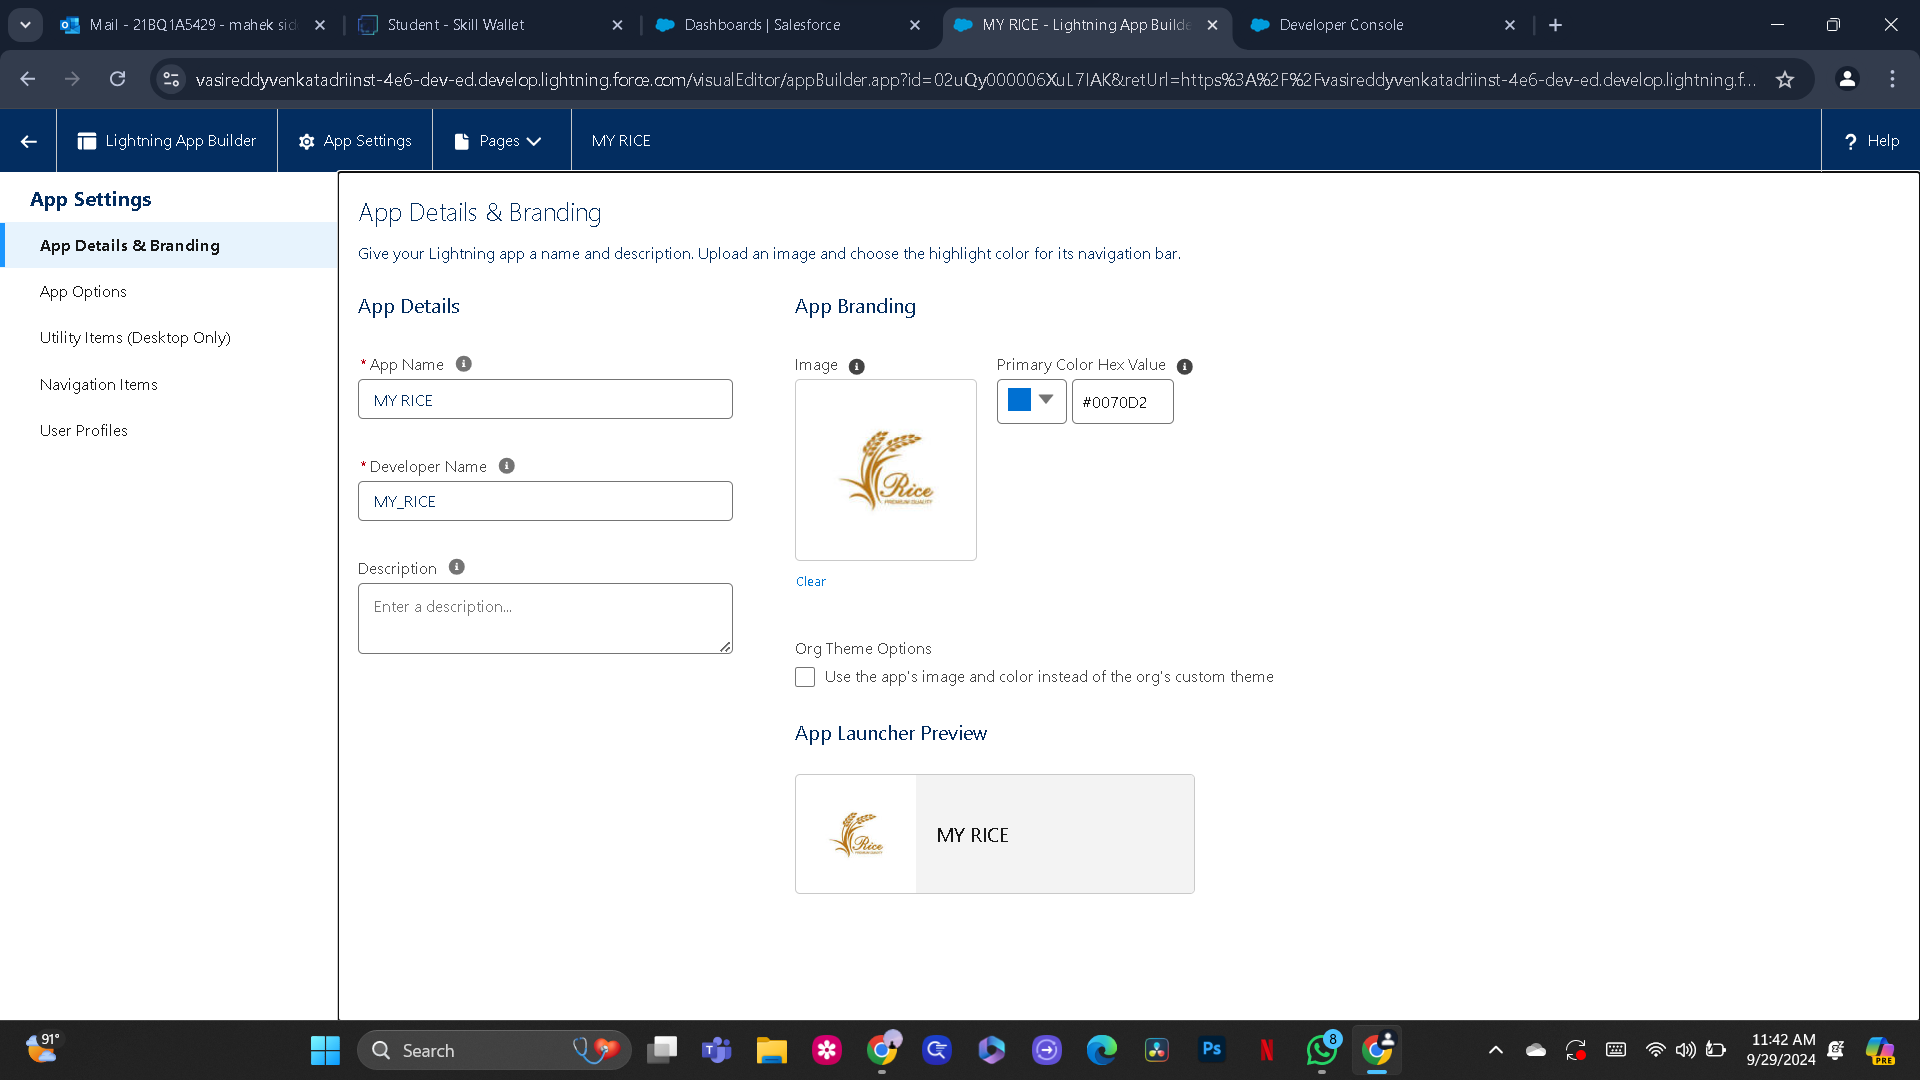 Mail - 21BQ1A5429 - mahek sid
Student - Skill Wallet
Dashboards | Salesforce
MY RICE - Lightning App Builde
Developer Console
vasireddyvenkatadriinst-4e6-dev-ed.develop.lightning.force.com/visualEditor/appBuilder.app?id=02uQy000006XuL7IAK&retUrl=https%3A%2F%2Fvasireddyvenkatadriinst-4e6-dev-ed.develop.lightning.f...
Lightning App Builder
App Settings
Pages
MY RICE
? Help
App Settings
App Details & Branding
App Options
Utility Items (Desktop Only)
Navigation Items
User Profiles
App Details & Branding
Give your Lightning app a name and description. Upload an image and choose the highlight color for its navigation bar.
App Details
* App Name
MY RICE
* Developer Name
MY_RICE
Description
Enter a description...
App Branding
Image
Rice
PREMIUM QUALITY
Clear
Primary Color Hex Value
#0070D2
Org Theme Options
Use the app's image and color instead of the org's custom theme
App Launcher Preview
Rice
PREMIUM QUALITY
MY RICE
91°
Search
Ps
N
8
11:42 AM
9/29/2024
PRE